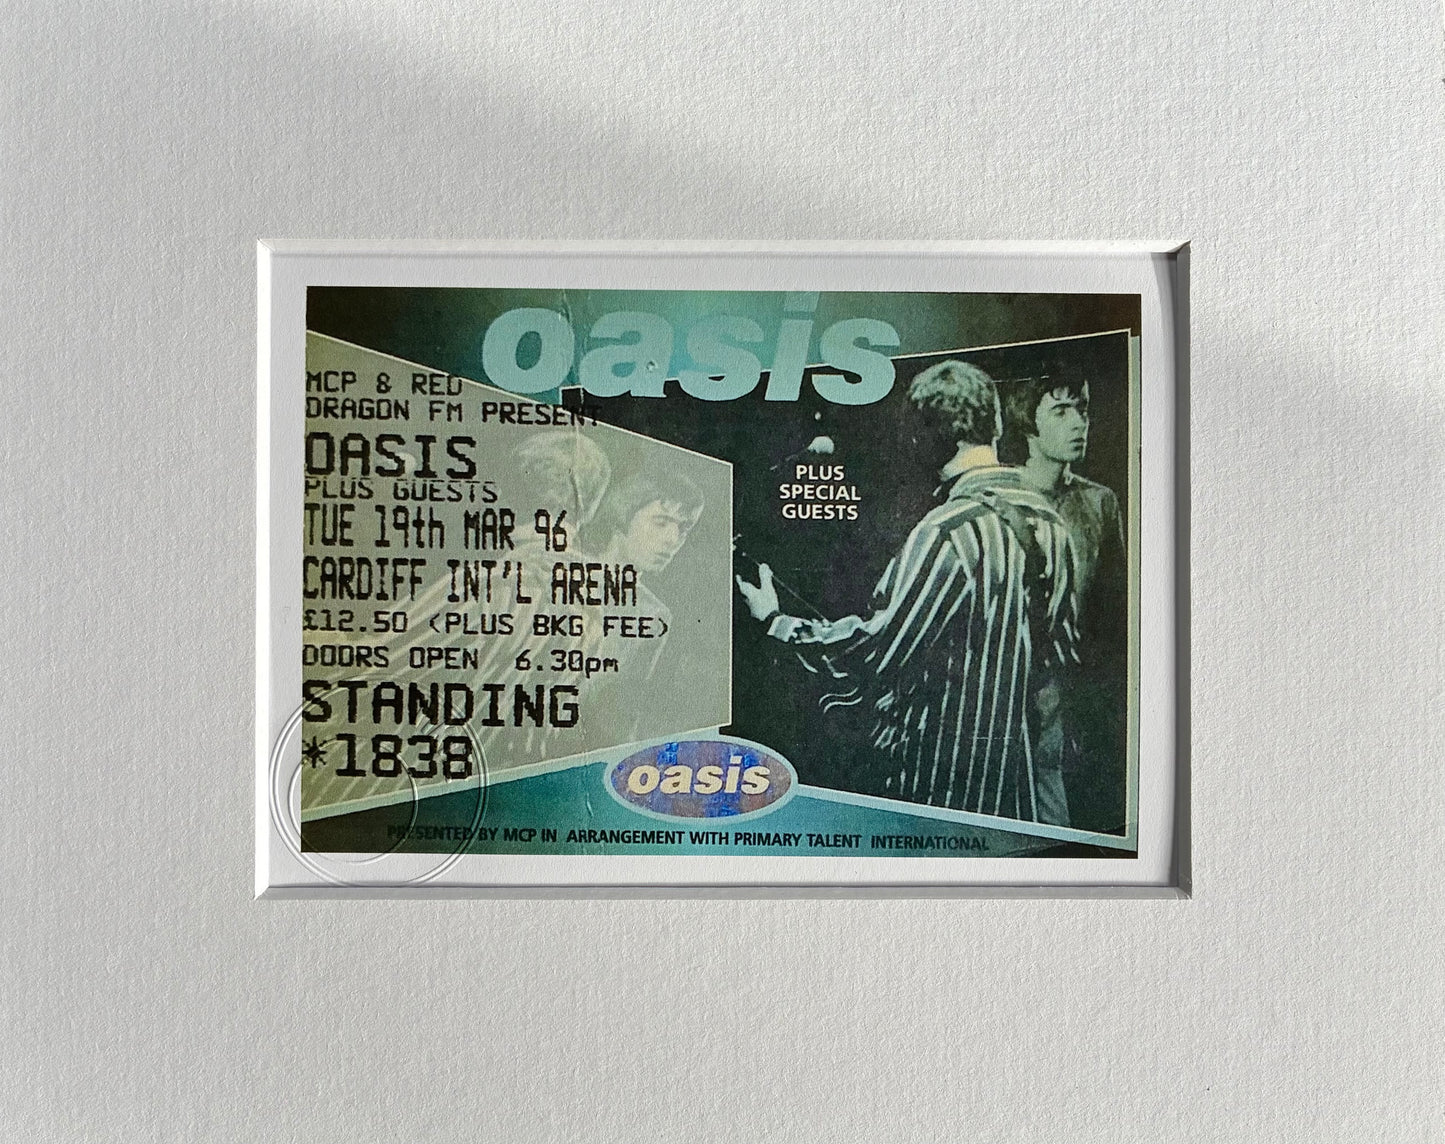 oasis
MCP & RED
DRAGON FM PRESENT
OASIS
PLUS GUESTS
TUE 19th MAR 96
CARDIFF INT'L ARENA
£12.50 (PLUS BKG FEE)
DOORS OPEN 6.30pm
STANDING
*1838
PLUS
SPECIAL
GUESTS
oasis
PRESENTED BY MCP IN ARRANGEMENT WITH PRIMARY TALENT INTERNATIONAL